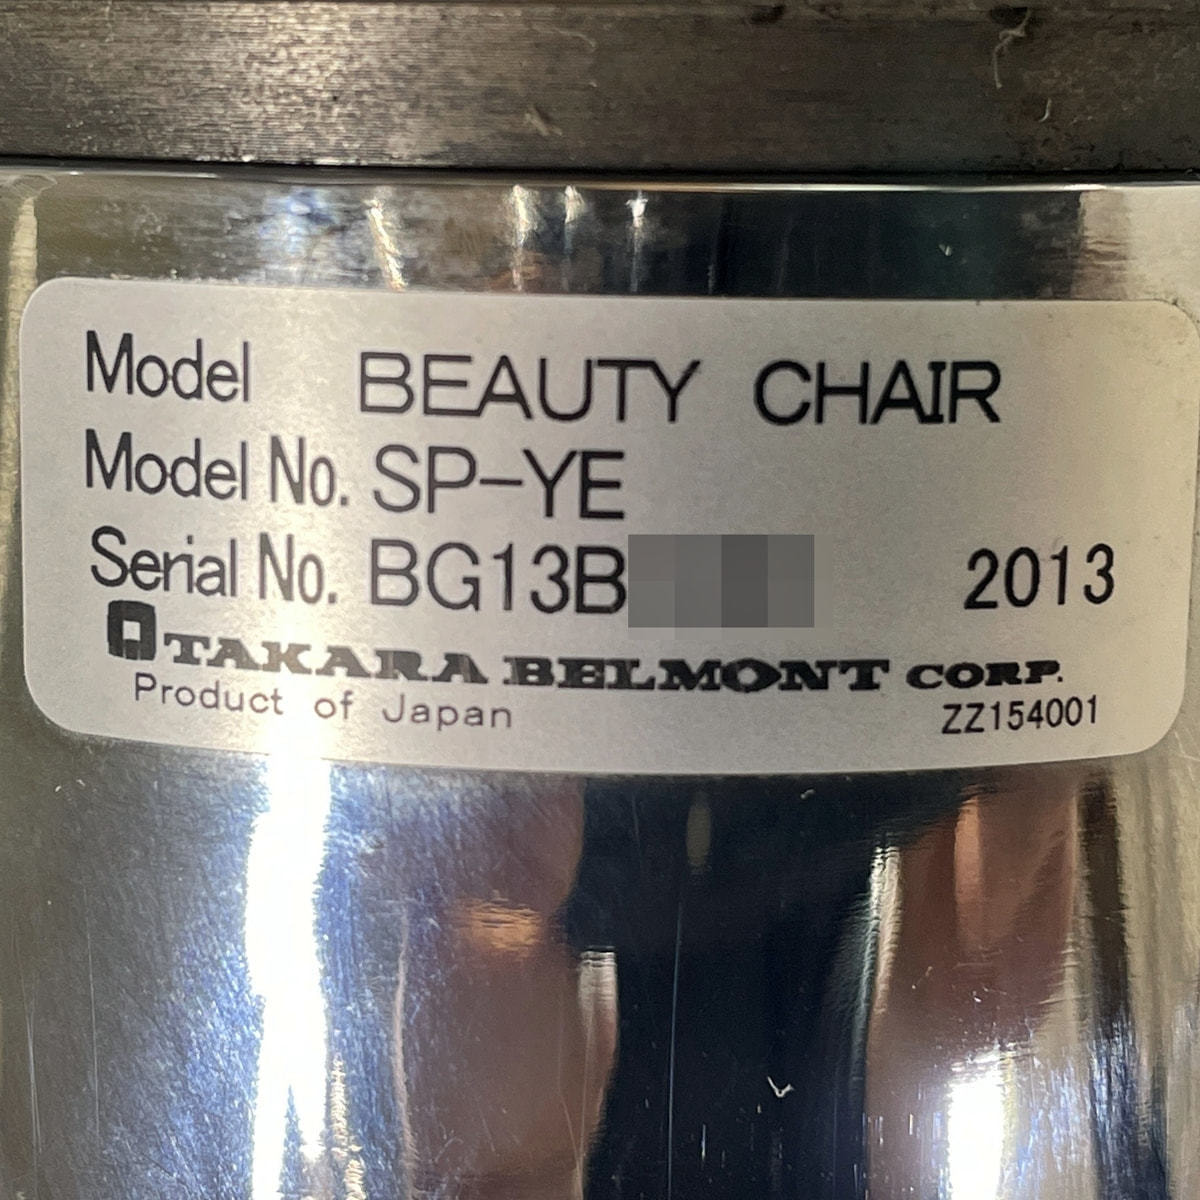 Model BEAUTY CHAIR
Model No. SP-YE
Serial No. BG13B 2013
TAKARA BELMONT CORP.
Product of Japan ZZ154001